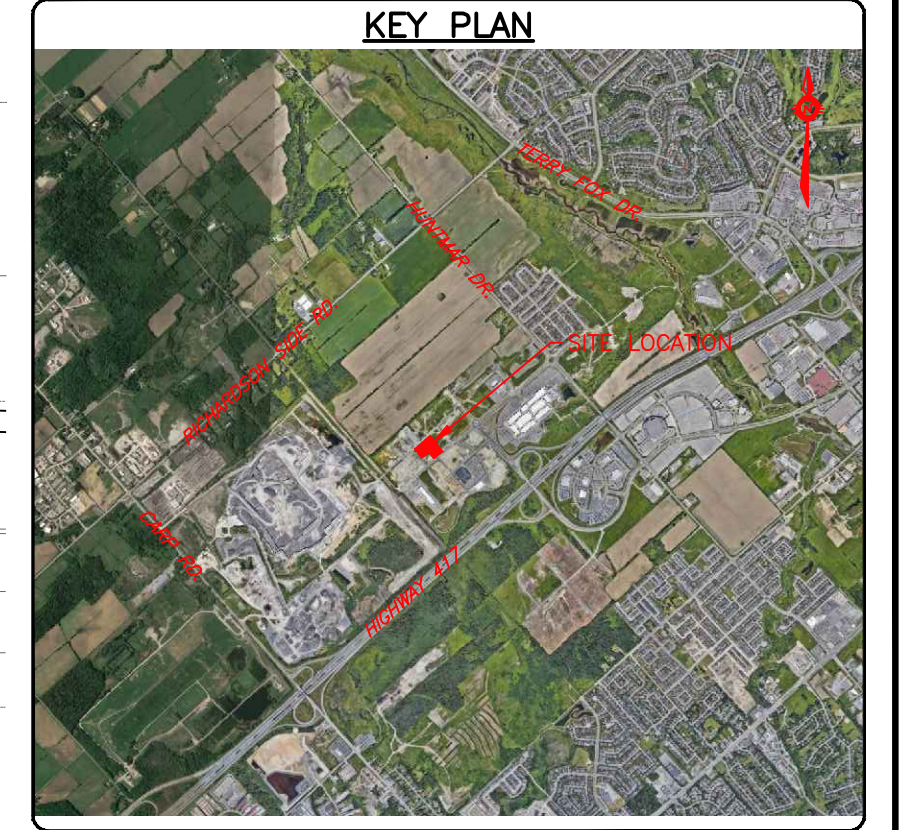 KEY PLAN
N
TERRY FOX DR.
HUNTMAR DR.
RICHARDSON SIDE RD.
SITE LOCATION
CARP RD.
HIGHWAY 417